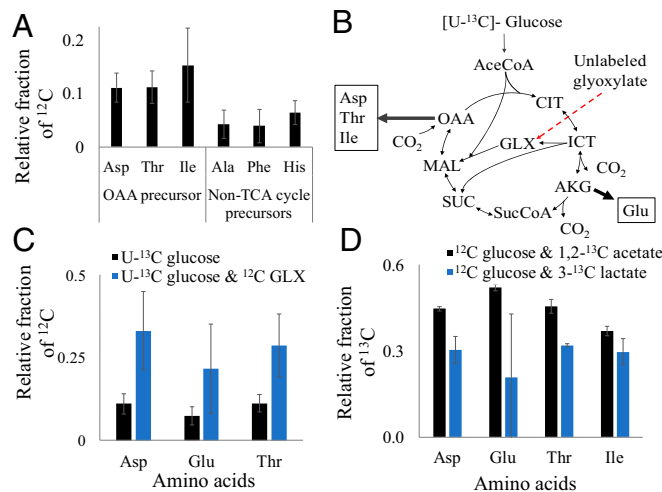 A
Relative fraction
of ¹²C
0.2
0.1
0
Asp Thr Ile Ala Phe His
OAA precursor
Non-TCA cycle
precursors
B
[U-¹³C]- Glucose
AceCoA
Unlabeled
glyoxylate
Asp
Thr
Ile
OAA
CIT
CO₂
GLX
ICT
MAL
CO₂
SUC
AKG
SucCoA
Glu
CO₂
C
U-¹³C glucose
U-¹³C glucose & ¹²C GLX
Relative fraction
of ¹²C
0.5
0.25
0
Asp Glu Thr
Amino acids
D
¹²C glucose & 1,2-¹³C acetate
¹²C glucose & 3-¹³C lactate
Relative fraction
of ¹³C
0.6
0.3
0.0
Asp Glu Thr Ile
Amino acids